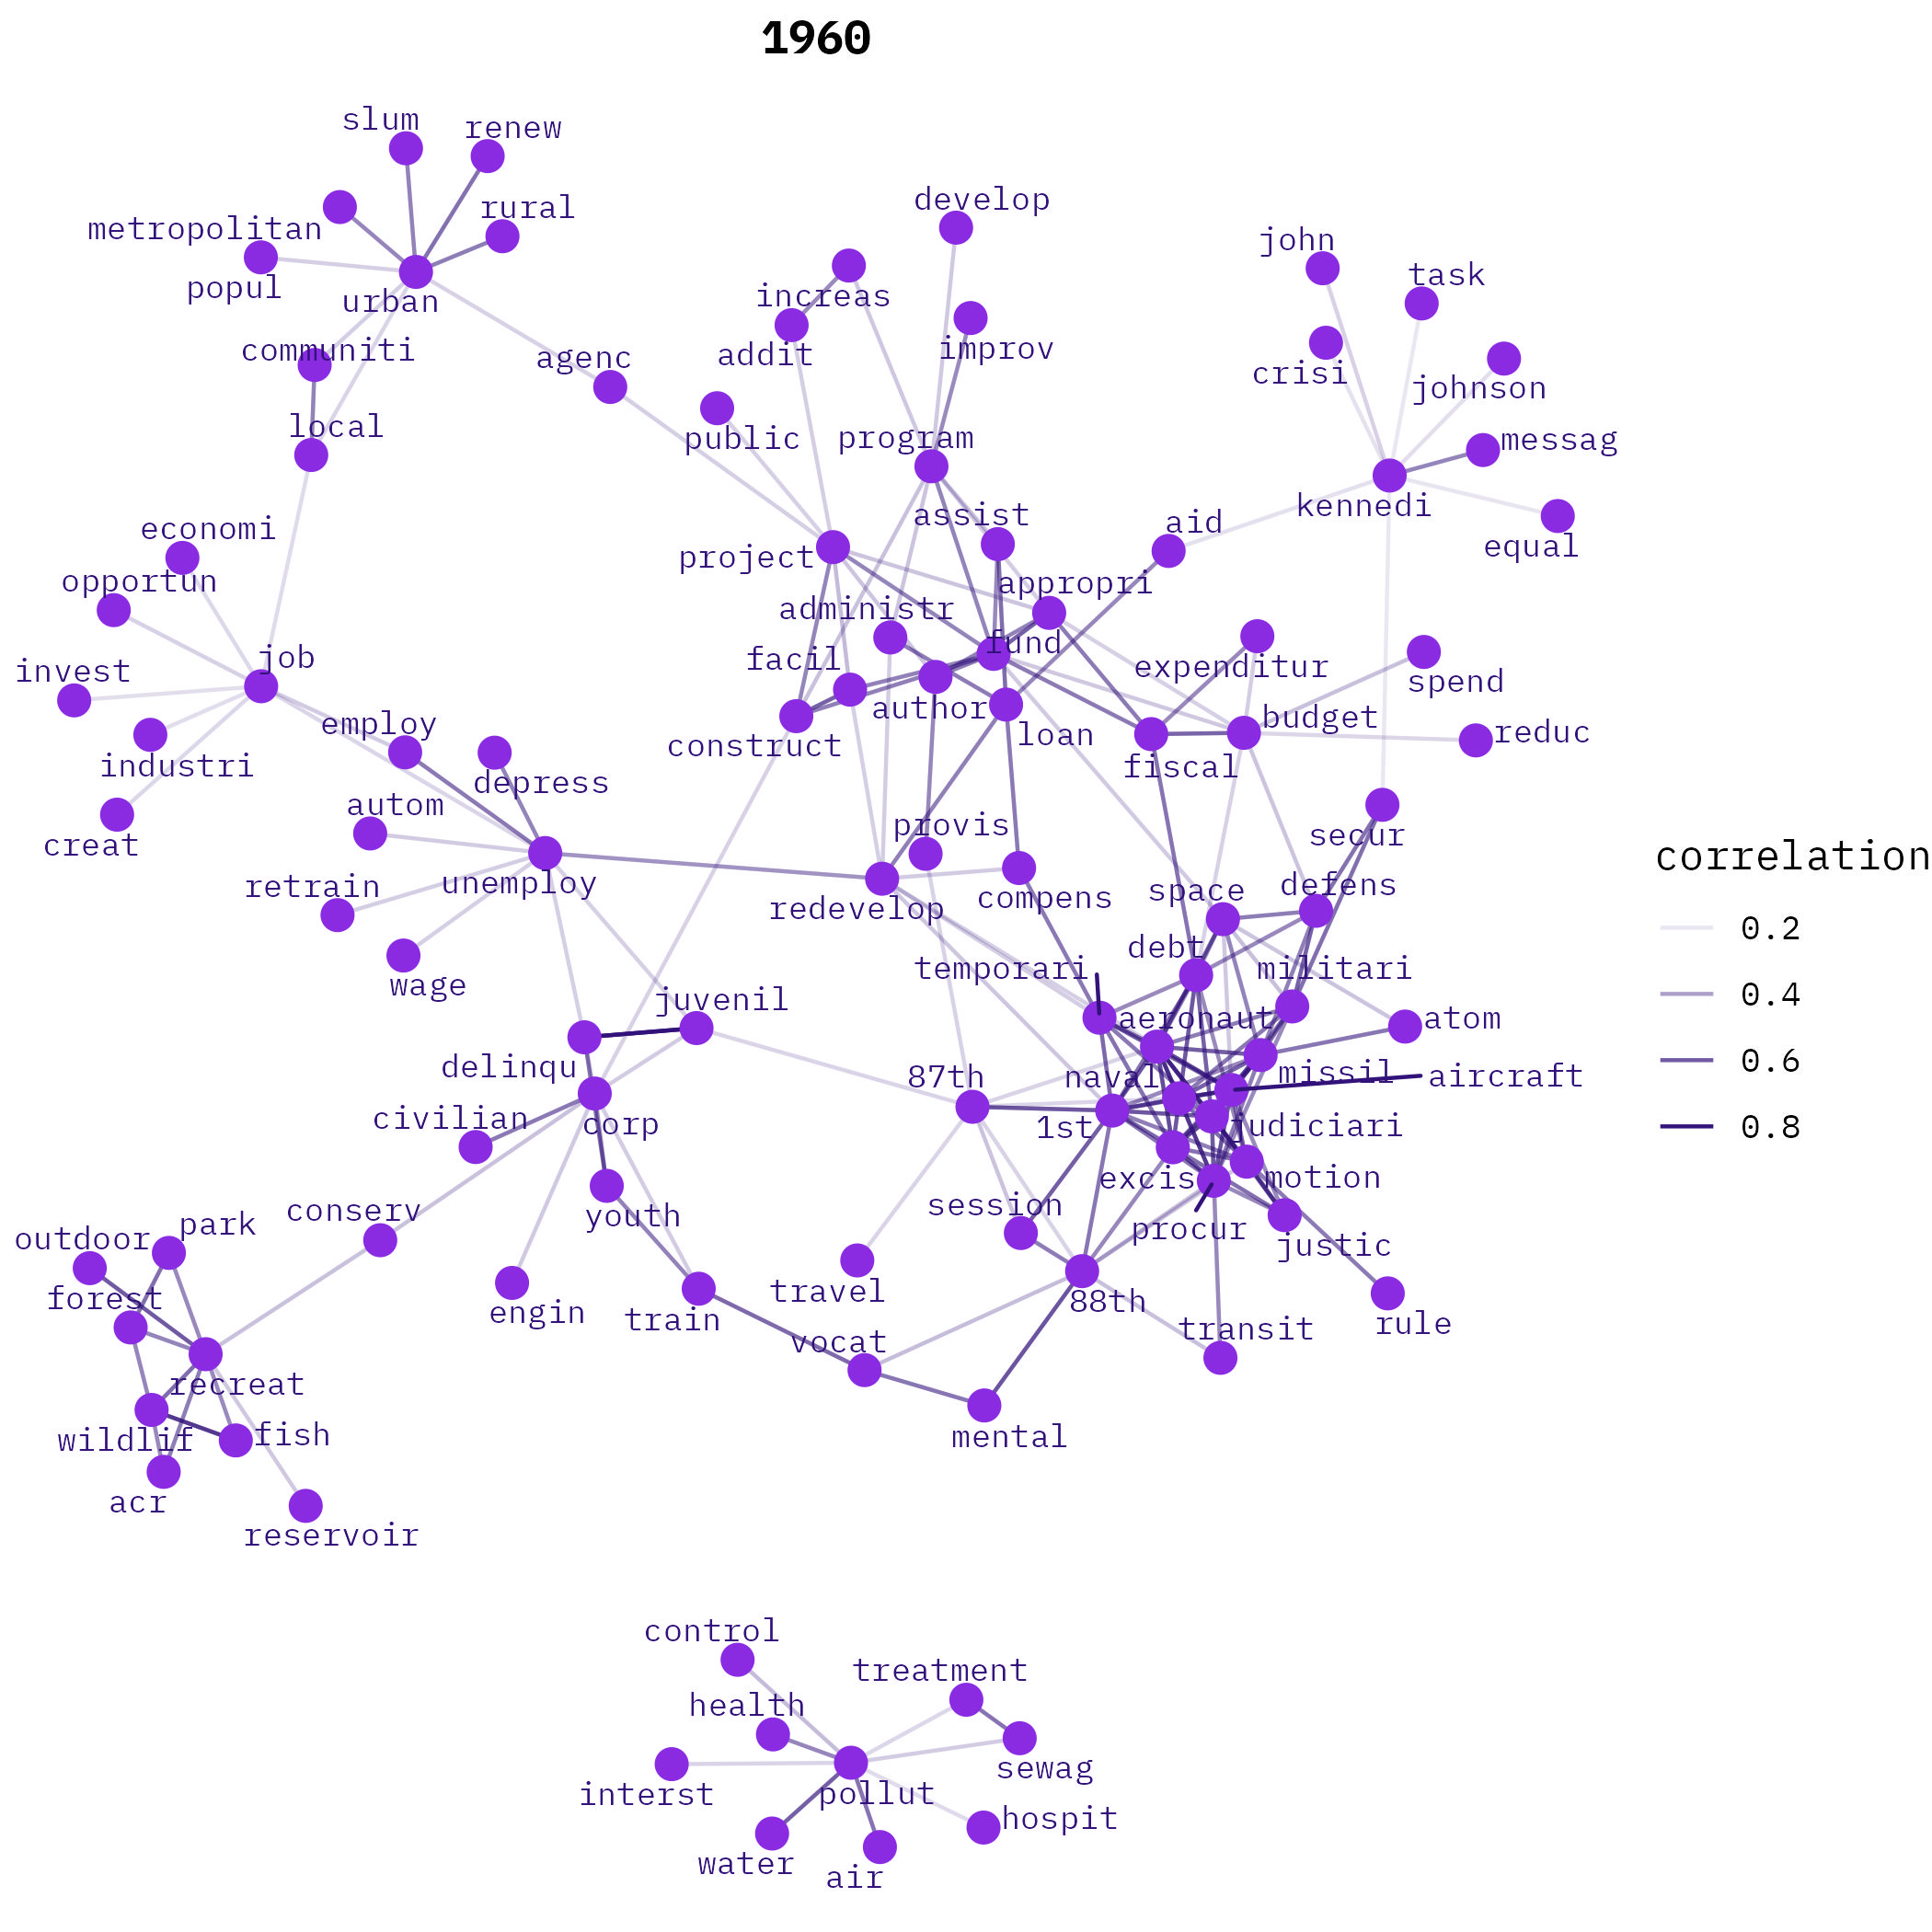 1960
slum
renew
metropolitan
rural
popul
urban
communiti
local
agenc
develop
increas
addit
improv
public
program
john
task
crisi
johnson
messag
kennedi
equal
economi
opportun
job
invest
industri
creat
employ
depress
autom
retrain
unemploy
wage
assist
aid
project
appropri
administr
fund
facil
author
construct
loan
expenditur
spend
budget
reduc
fiscal
secur
provis
redevelop
compens
space
defens
debt
temporari
militari
aeronaut
atom
juvenil
delinqu
87th
naval
missil
aircraft
civilian
corp
1st
judiciari
excis
motion
conserv
youth
session
procur
justic
outdoor
park
forest
engin
train
travel
88th
transit
rule
vocat
recreat
wildlif
fish
mental
acr
reservoir
control
treatment
health
interst
pollut
sewag
hospit
water
air
correlation
0.2
0.4
0.6
0.8